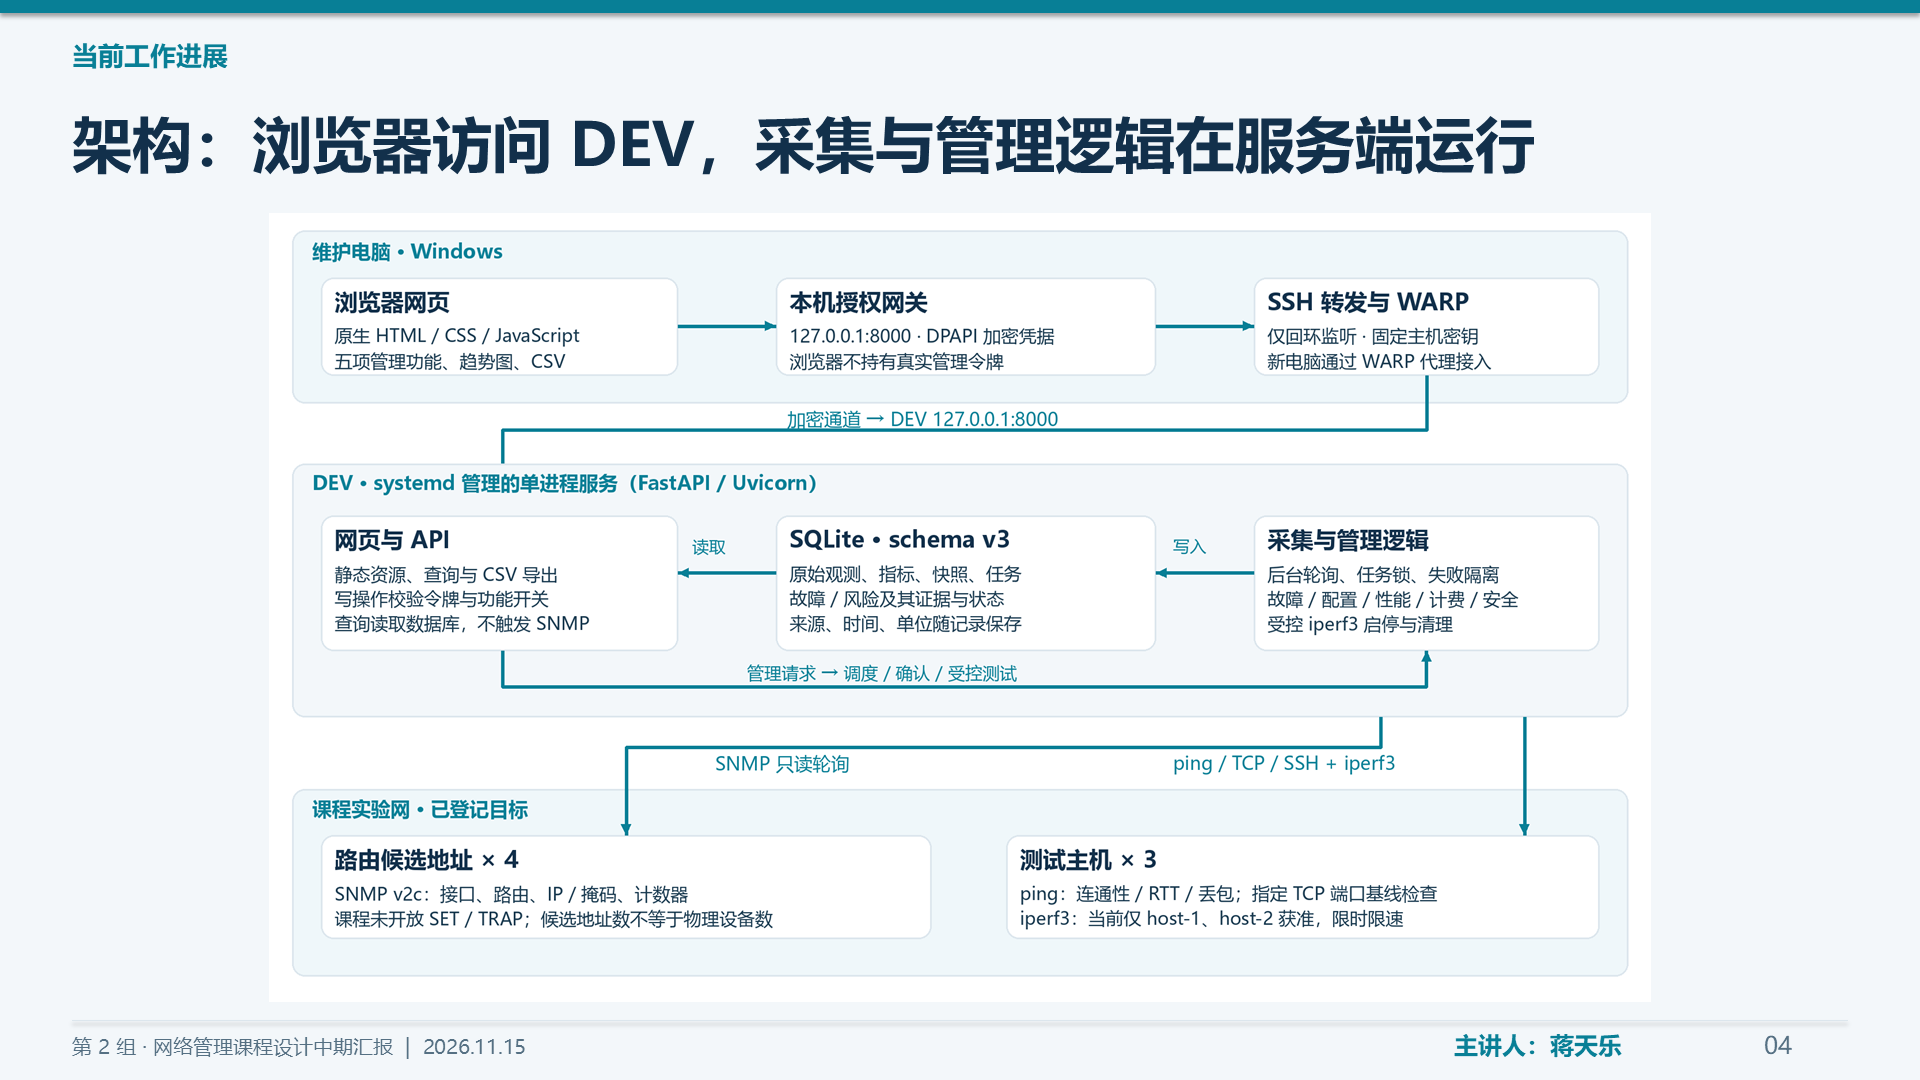 当前工作进展
架构：浏览器访问 DEV，采集与管理逻辑在服务端运行
维护电脑 • Windows
浏览器网页
原生 HTML / CSS / JavaScript
五项管理功能、趋势图、CSV
本机授权网关
127.0.0.1:8000 · DPAPI 加密凭据
浏览器不持有真实管理令牌
SSH 转发与 WARP
仅回环监听 · 固定主机密钥
新电脑通过 WARP 代理接入
加密通道 → DEV 127.0.0.1:8000
DEV • systemd 管理的单进程服务（FastAPI / Uvicorn）
网页与 API
静态资源、查询与 CSV 导出
写操作校验令牌与功能开关
查询读取数据库，不触发 SNMP
读取
SQLite • schema v3
原始观测、指标、快照、任务
故障 / 风险及其证据与状态
来源、时间、单位随记录保存
写入
采集与管理逻辑
后台轮询、任务锁、失败隔离
故障 / 配置 / 性能 / 计费 / 安全
受控 iperf3 启停与清理
管理请求 → 调度 / 确认 / 受控测试
SNMP 只读轮询
ping / TCP / SSH + iperf3
课程实验网 • 已登记目标
路由候选地址 × 4
SNMP v2c：接口、路由、IP / 掩码、计数器
课程未开放 SET / TRAP；候选地址数不等于物理设备数
测试主机 × 3
ping：连通性 / RTT / 丢包；指定 TCP 端口基线检查
iperf3：当前仅 host-1、host-2 获准，限时限速
第 2 组 · 网络管理课程设计中期汇报 | 2026.11.15
主讲人：蒋天乐
04